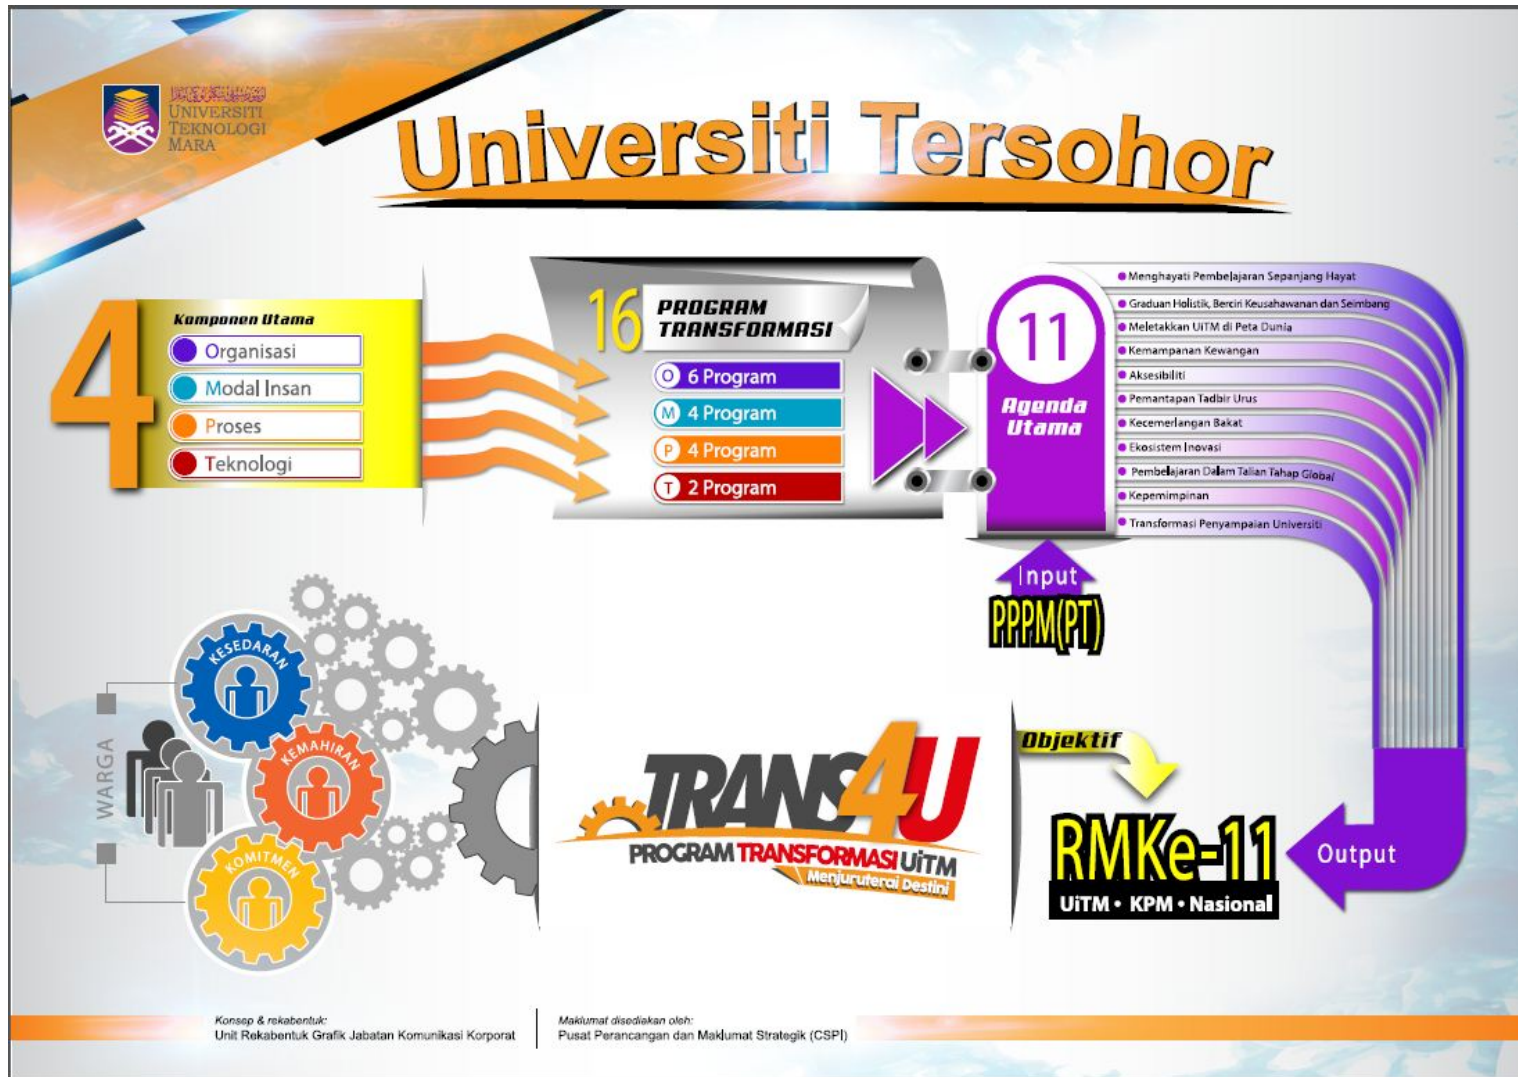 UNIVERSITI
TEKNOLOGI
MARA
Universiti Tersohor
4
Komponen Utama
Organisasi
Modal Insan
Proses
Teknologi
16
PROGRAM
TRANSFORMASI
O 6 Program
M 4 Program
P 4 Program
T 2 Program
11
Agenda
Utama
Menghayati Pembelajaran Sepanjang Hayat
Graduan Holistik, Berciri Keusahawanan dan Seimbang
Meletakkan UiTM di Peta Dunia
Kemampanan Kewangan
Aksesibiliti
Pemantapan Tadbir Urus
Kecemerlangan Bakat
Ekosistem Inovasi
Pembelajaran Dalam Talian Tahap Global
Kepemimpinan
Transformasi Penyampaian Universiti
Input
PPPM(PT)
WARGA
KESEDARAN
KEMAHIRAN
KOMITMEN
TRANS4U
PROGRAM TRANSFORMASI UiTM
Menjuruterai Destini
Objektif
RMKe-11
UiTM • KPM • Nasional
Output
Konsep & rekabentuk:
Unit Rekabentuk Grafik Jabatan Komunikasi Korporat
Maklumat disediakan oleh:
Pusat Perancangan dan Maklumat Strategik (CSPI)